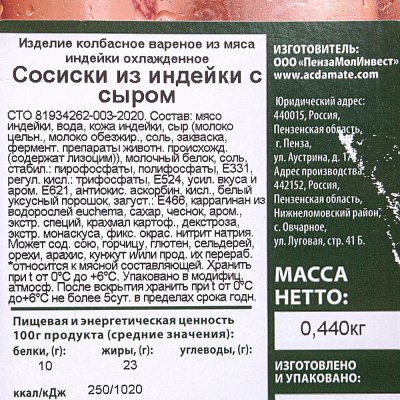 Изделие колбасное вареное из мяса
индейки охлажденное
Сосиски из индейки с
сыром
СТО 81934262-003-2020. Состав: мясо
индейки, вода, кожа индейки, сыр (молоко
цельн., молоко обезжир., соль, закваска,
фермент. препараты животн. происхожд,
(содержат лизоцим)), молочный белок, соль,
стабил.: пирофосфаты, полифосфаты, Е331,
регул. кисл.: трифосфаты, Е524, усил. вкуса и
аром. Е621, антиокис. аскорбин. кисл., белый
уксусный порошок, загуст.: Е466, каррагинан из
водорослей euchema, сахар, чеснок, аром.,
экстр. специй, крахмал картоф., декстроза,
экстр. монаскуса, фикс. окраски нитрит натрия.
Может сод. сою, горчицу, глютен, сельдерей,
орехи, арахис, кунжут и/или прод. их перераб.
*относится к мясной составляющей. Хранить
при t от 0°С до +6°С. Упаковано в модифиц.
атмосф. После вскрытия хранить t от 0°С
до+6°С не более 5сут. в пределах срока годн.
Пищевая и энергетическая ценность
100г продукта (средние значения):
белки, (г): жиры, (г): углеводы, (г):
10 23
ккал/кДж 250/1020
ИЗГОТОВИТЕЛЬ:
ООО «ПензаМолИнвест»
www.acdamate.com
Юридический адрес:
440015, Россия,
Пензенская область,
г. Пенза,
ул. Аустрина, д.
Адрес производства:
442152, Россия,
Пензенская область,
Нижнеломовский район,
с. Овчарное,
ул. Луговая, стр. 41 Б.
МАССА
НЕТТО:
0,440кг
ИЗГОТОВЛЕНО
И УПАКОВАНО: